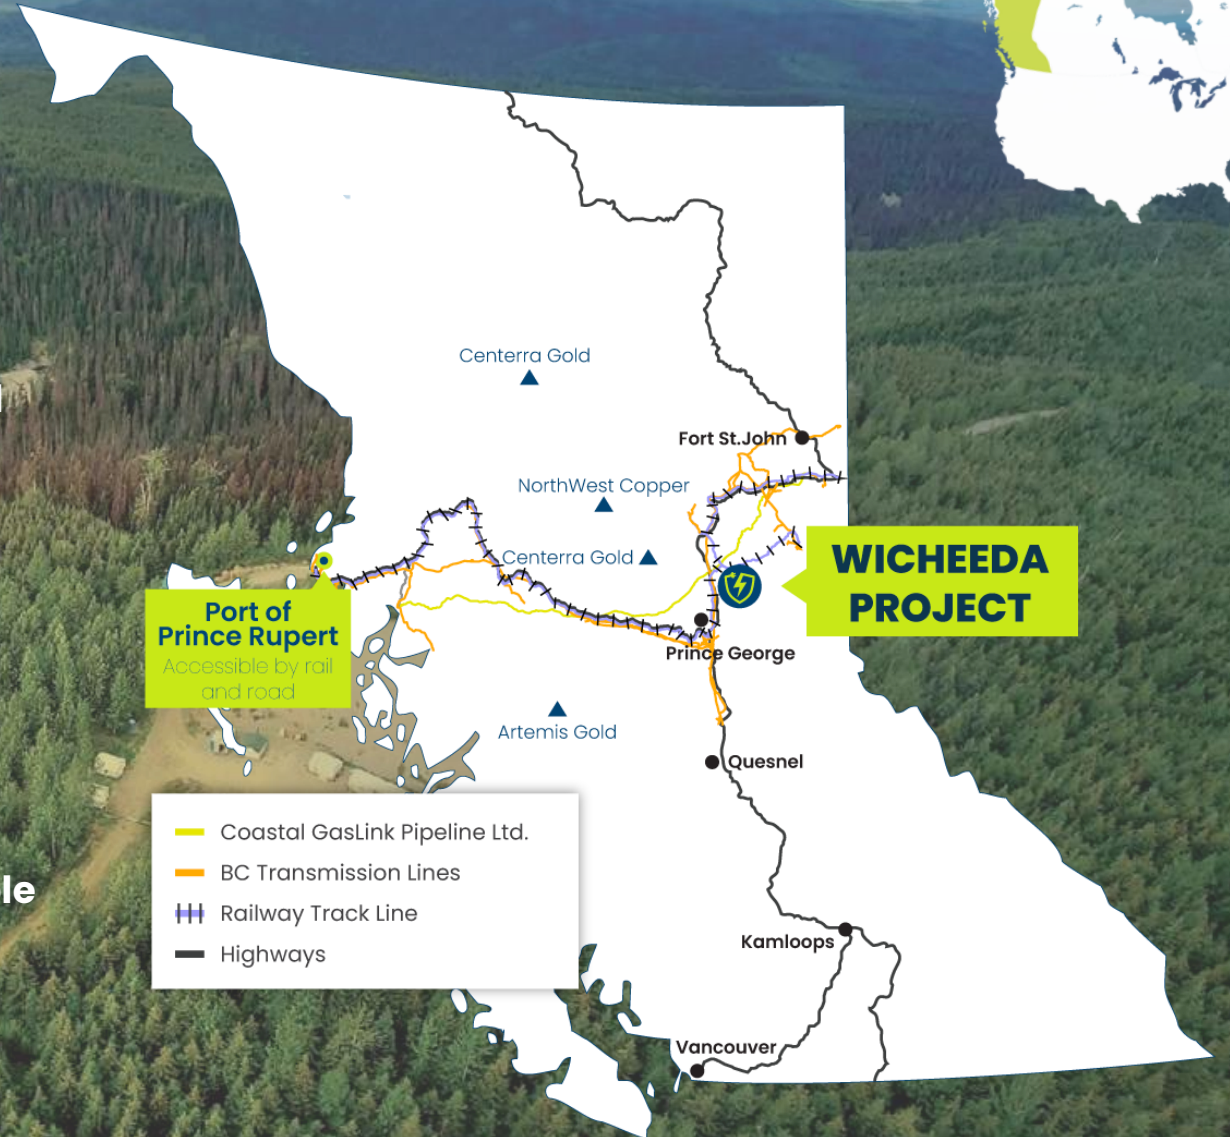 Centerra Gold
Fort St.John
NorthWest Copper
Centerra Gold
WICHEEDA
PROJECT
Port of
Prince Rupert
Accessible by rail
and road
Prince George
Artemis Gold
Quesnel
Coastal GasLink Pipeline Ltd.
BC Transmission Lines
Railway Track Line
Highways
le
Kamloops
Vancouver